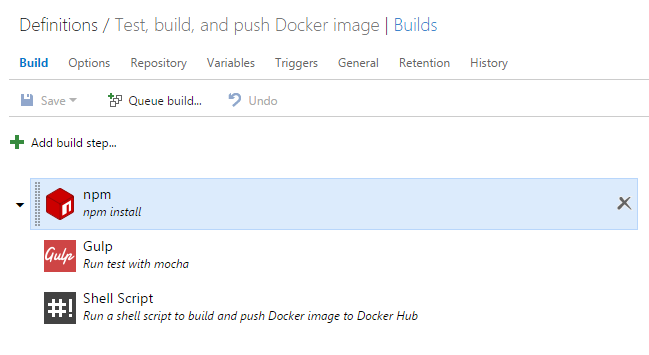 Definitions / Test, build, and push Docker image | Builds
Build Options Repository Variables Triggers General Retention History
Save Queue build... Undo
Add build step...
npm
npm install
Gulp
Gulp
Run test with mocha
#!
Shell Script
Run a shell script to build and push Docker image to Docker Hub